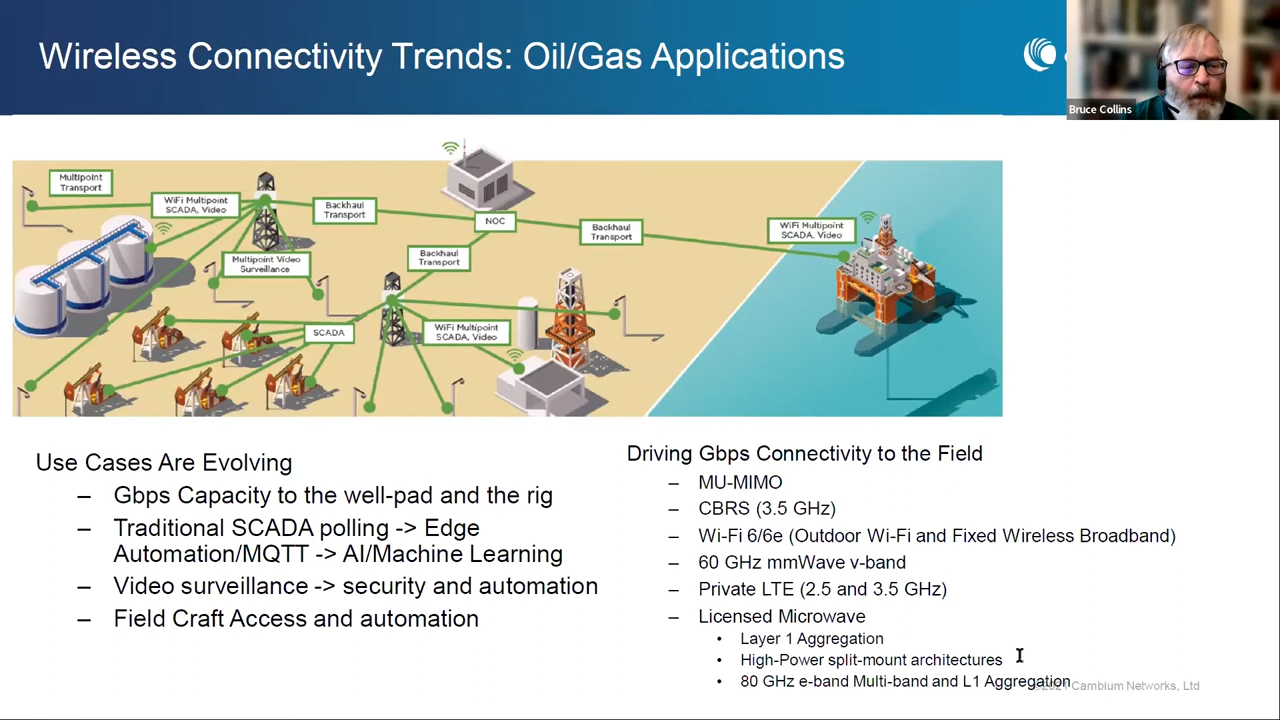 Wireless Connectivity Trends: Oil/Gas Applications
Bruce Collins
Multipoint
Transport
WiFi Multipoint
SCADA, Video
Backhaul
Transport
NOC
Backhaul
Transport
WiFi Multipoint
SCADA, Video
Multipoint Video
Surveillance
Backhaul
Transport
SCADA
WiFi Multipoint
SCADA, Video
Use Cases Are Evolving
– Gbps Capacity to the well-pad and the rig
– Traditional SCADA polling -> Edge
Automation/MQTT -> AI/Machine Learning
– Video surveillance -> security and automation
– Field Craft Access and automation
Driving Gbps Connectivity to the Field
– MU-MIMO
– CBRS (3.5 GHz)
– Wi-Fi 6/6e (Outdoor Wi-Fi and Fixed Wireless Broadband)
– 60 GHz mmWave v-band
– Private LTE (2.5 and 3.5 GHz)
– Licensed Microwave
• Layer 1 Aggregation
• High-Power split-mount architectures
• 80 GHz e-band Multi-band and L1 Aggregation
©2021 Cambium Networks, Ltd